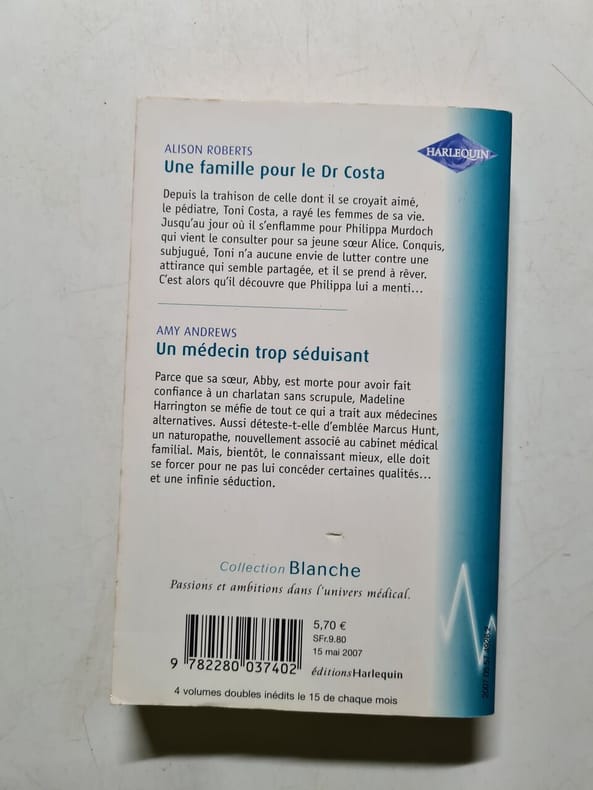 ALISON ROBERTS
Une famille pour le Dr Costa
HARLEQUIN
Depuis la trahison de celle dont il se croyait aimé,
le pédiatre, Toni Costa, a rayé les femmes de sa vie.
Jusqu'au jour où il s'enflamme pour Philippa Murdoch
qui vient le consulter pour sa jeune sœur Alice. Conquis,
subjugué, Toni n'a aucune envie de lutter contre une
attirance qui semble partagée, et il se prend à rêver.
C'est alors qu'il découvre que Philippa lui a menti...
AMY ANDREWS
Un médecin trop séduisant
Parce que sa sœur, Abby, est morte pour avoir fait
confiance à un charlatan sans scrupule, Madeline
Harrington se méfie de tout ce qui a trait aux médecines
alternatives. Aussi déteste-t-elle d'emblée Marcus Hunt,
un naturopathe, nouvellement associé au cabinet médical
familial. Mais, bientôt, le connaissant mieux, elle doit
se forcer pour ne pas lui concéder certaines qualités...
et une infinie séduction.
Collection Blanche
Passions et ambitions dans l'univers médical.
5,70 €
SFr.9.80
15 mai 2007
9 782280 037402
éditionsHarlequin
4 volumes doubles inédits le 15 de chaque mois